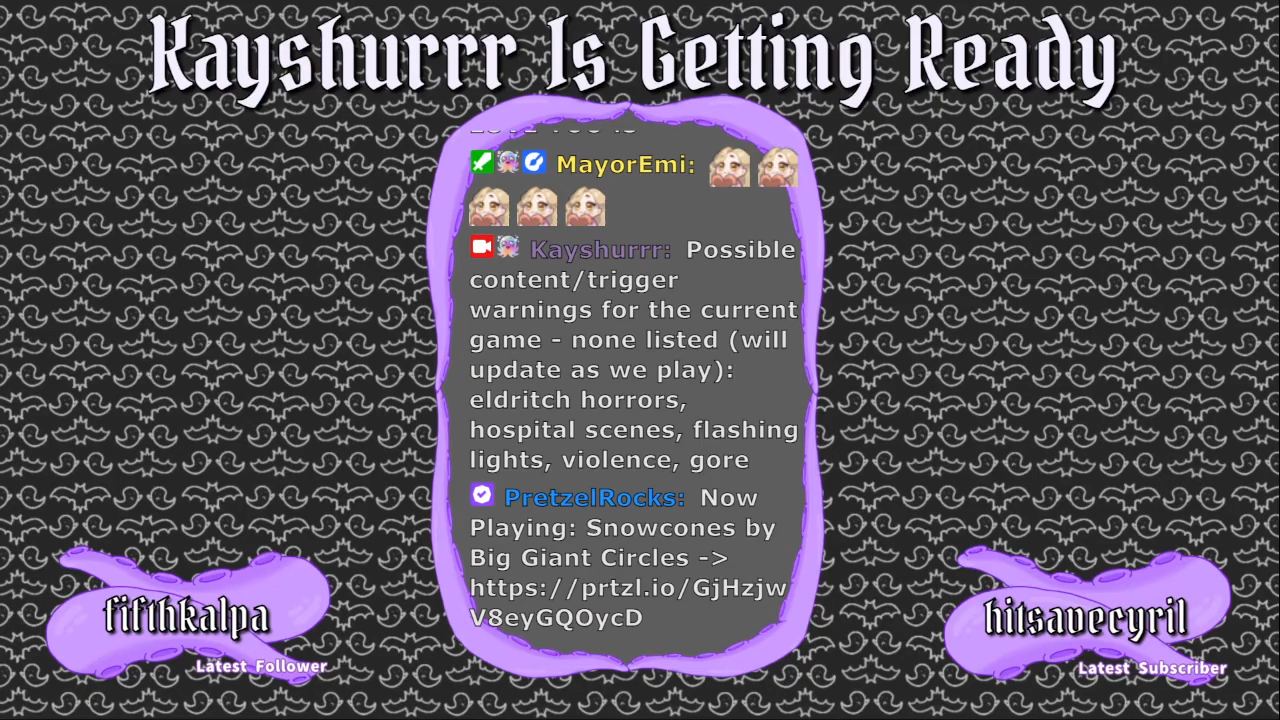 Kayshurrr Is Getting Ready
MayorEmi:
Kayshurrr: Possible
content/trigger
warnings for the current
game - none listed (will
update as we play):
eldritch horrors,
hospital scenes, flashing
lights, violence, gore
PretzelRocks: Now
Playing: Snowcones by
Big Giant Circles ->
https://prtzl.io/GjHzjw
V8eyGQOycD
fifthkalpa
Latest Follower
hitsavecyril
Latest Subscriber